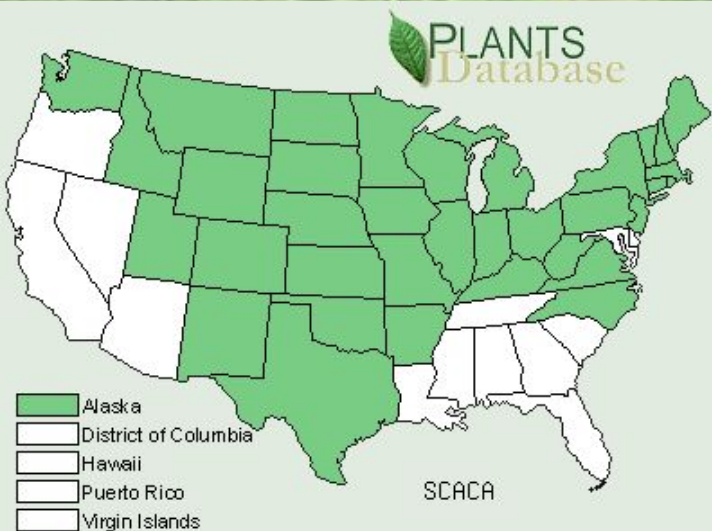 PLANTS
Database
Alaska
District of Columbia
Hawaii
Puerto Rico
Virgin Islands
SCACA